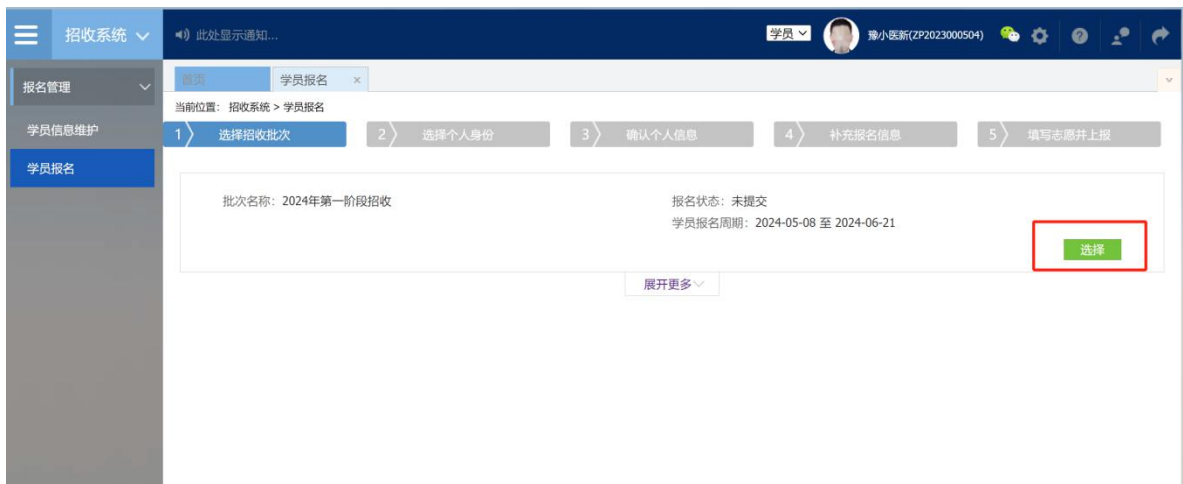 招收系统
此处显示通知...
学员
豫小医新(ZP2023000504)
报名管理
学员信息维护
学员报名
首页
学员报名 ×
当前位置： 招收系统 > 学员报名
1 选择招收批次
2 选择个人身份
3 确认个人信息
4 补充报名信息
5 填写志愿并上报
批次名称：2024年第一阶段招收
报名状态：未提交
学员报名周期：2024-05-08 至 2024-06-21
选择
展开更多